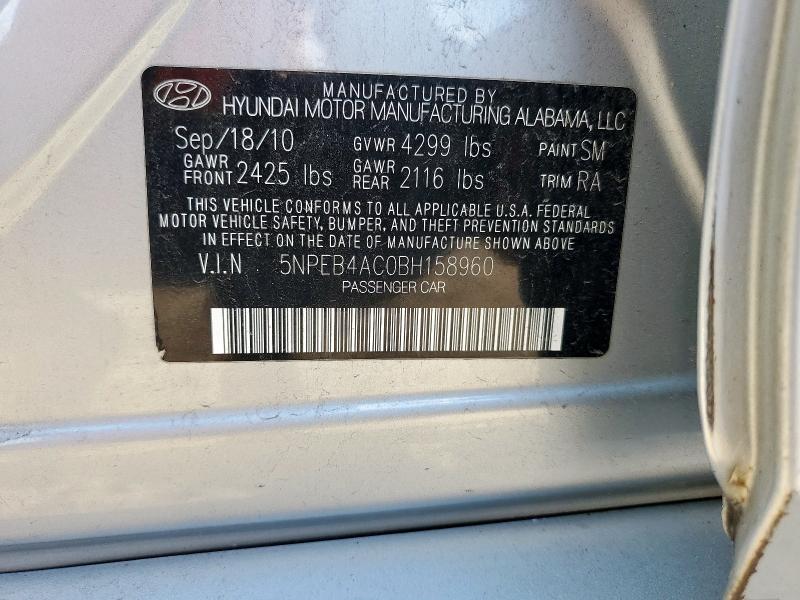 MANUFACTURED BY
HYUNDAI MOTOR MANUFACTURING ALABAMA, LLC
Sep/18/10 GVWR 4299 lbs PAINT SM
GAWR FRONT 2425 lbs GAWR REAR 2116 lbs TRIM RA
THIS VEHICLE CONFORMS TO ALL APPLICABLE U.S.A. FEDERAL
MOTOR VEHICLE SAFETY, BUMPER, AND THEFT PREVENTION STANDARDS
IN EFFECT ON THE DATE OF MANUFACTURE SHOWN ABOVE.
V.I.N 5NPEB4AC0BH158960
PASSENGER CAR